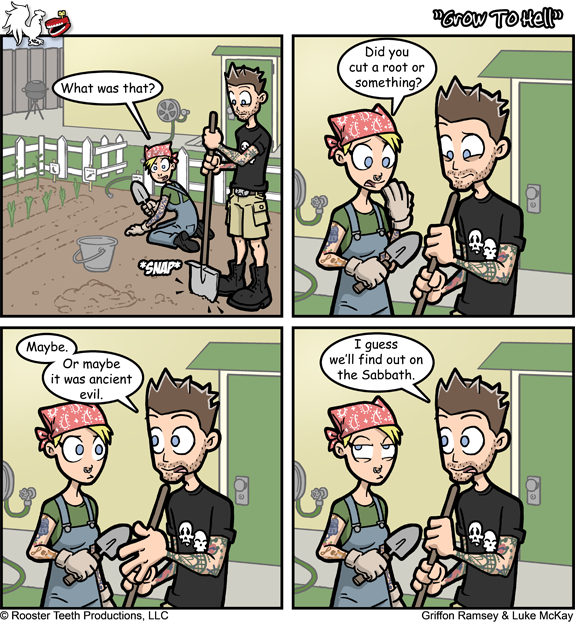 "Grow To Hell"
What was that?
*SNAP*
Did you
cut a root or
something?
Maybe.
Or maybe
it was ancient
evil.
I guess
we'll find out on
the Sabbath.
© Rooster Teeth Productions, LLC
Griffon Ramsey & Luke McKay